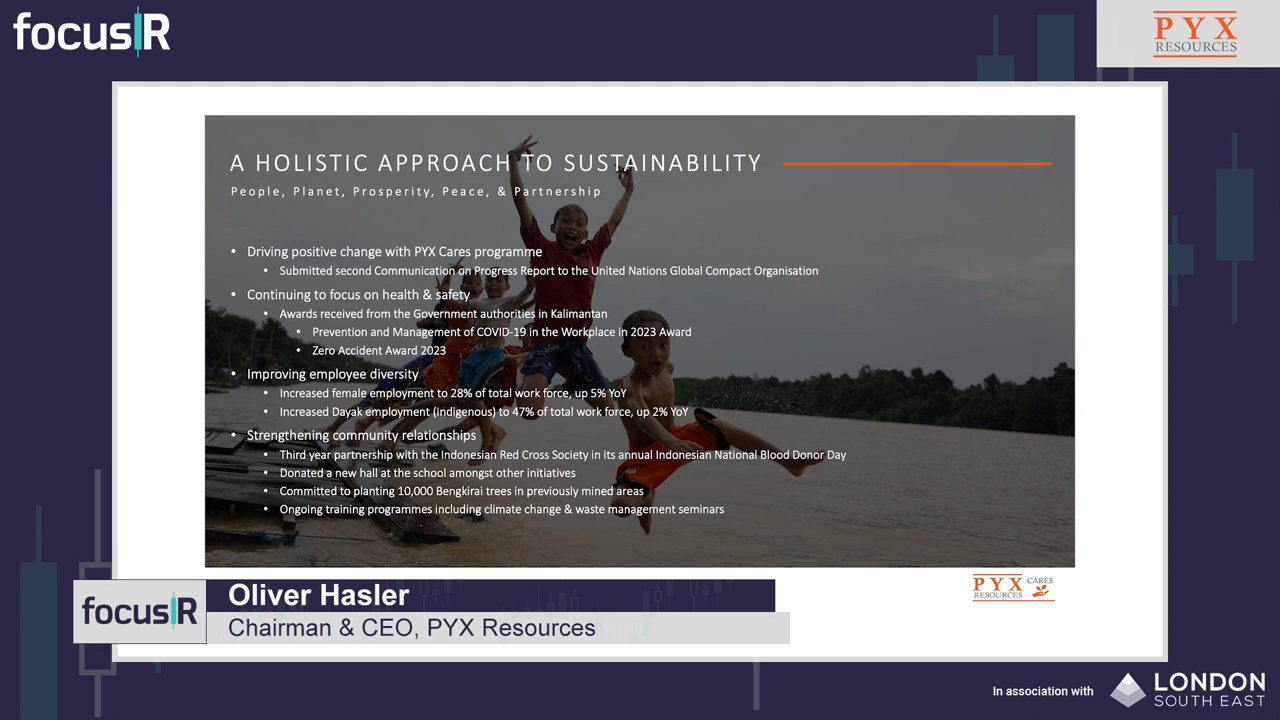 focusIR
PYX
RESOURCES
A HOLISTIC APPROACH TO SUSTAINABILITY
People, Planet, Prosperity, Peace, & Partnership
• Driving positive change with PYX Cares programme
• Submitted second Communication on Progress Report to the United Nations Global Compact Organisation
• Continuing to focus on health & safety
• Awards received from the Government authorities in Kalimantan
• Prevention and Management of COVID-19 in the Workplace in 2023 Award
• Zero Accident Award 2023
• Improving employee diversity
• Increased female employment to 28% of total work force, up 5% YoY
• Increased Dayak employment (Indigenous) to 47% of total work force, up 2% YoY
• Strengthening community relationships
• Third year partnership with the Indonesian Red Cross Society in its annual Indonesian National Blood Donor Day
• Donated a new hall at the school amongst other initiatives
• Committed to planting 10,000 Bengkirai trees in previously mined areas
• Ongoing training programmes including climate change & waste management seminars
PYX CARES
RESOURCES
focusIR
Oliver Hasler
Chairman & CEO, PYX Resources
In association with
LONDON
SOUTH EAST